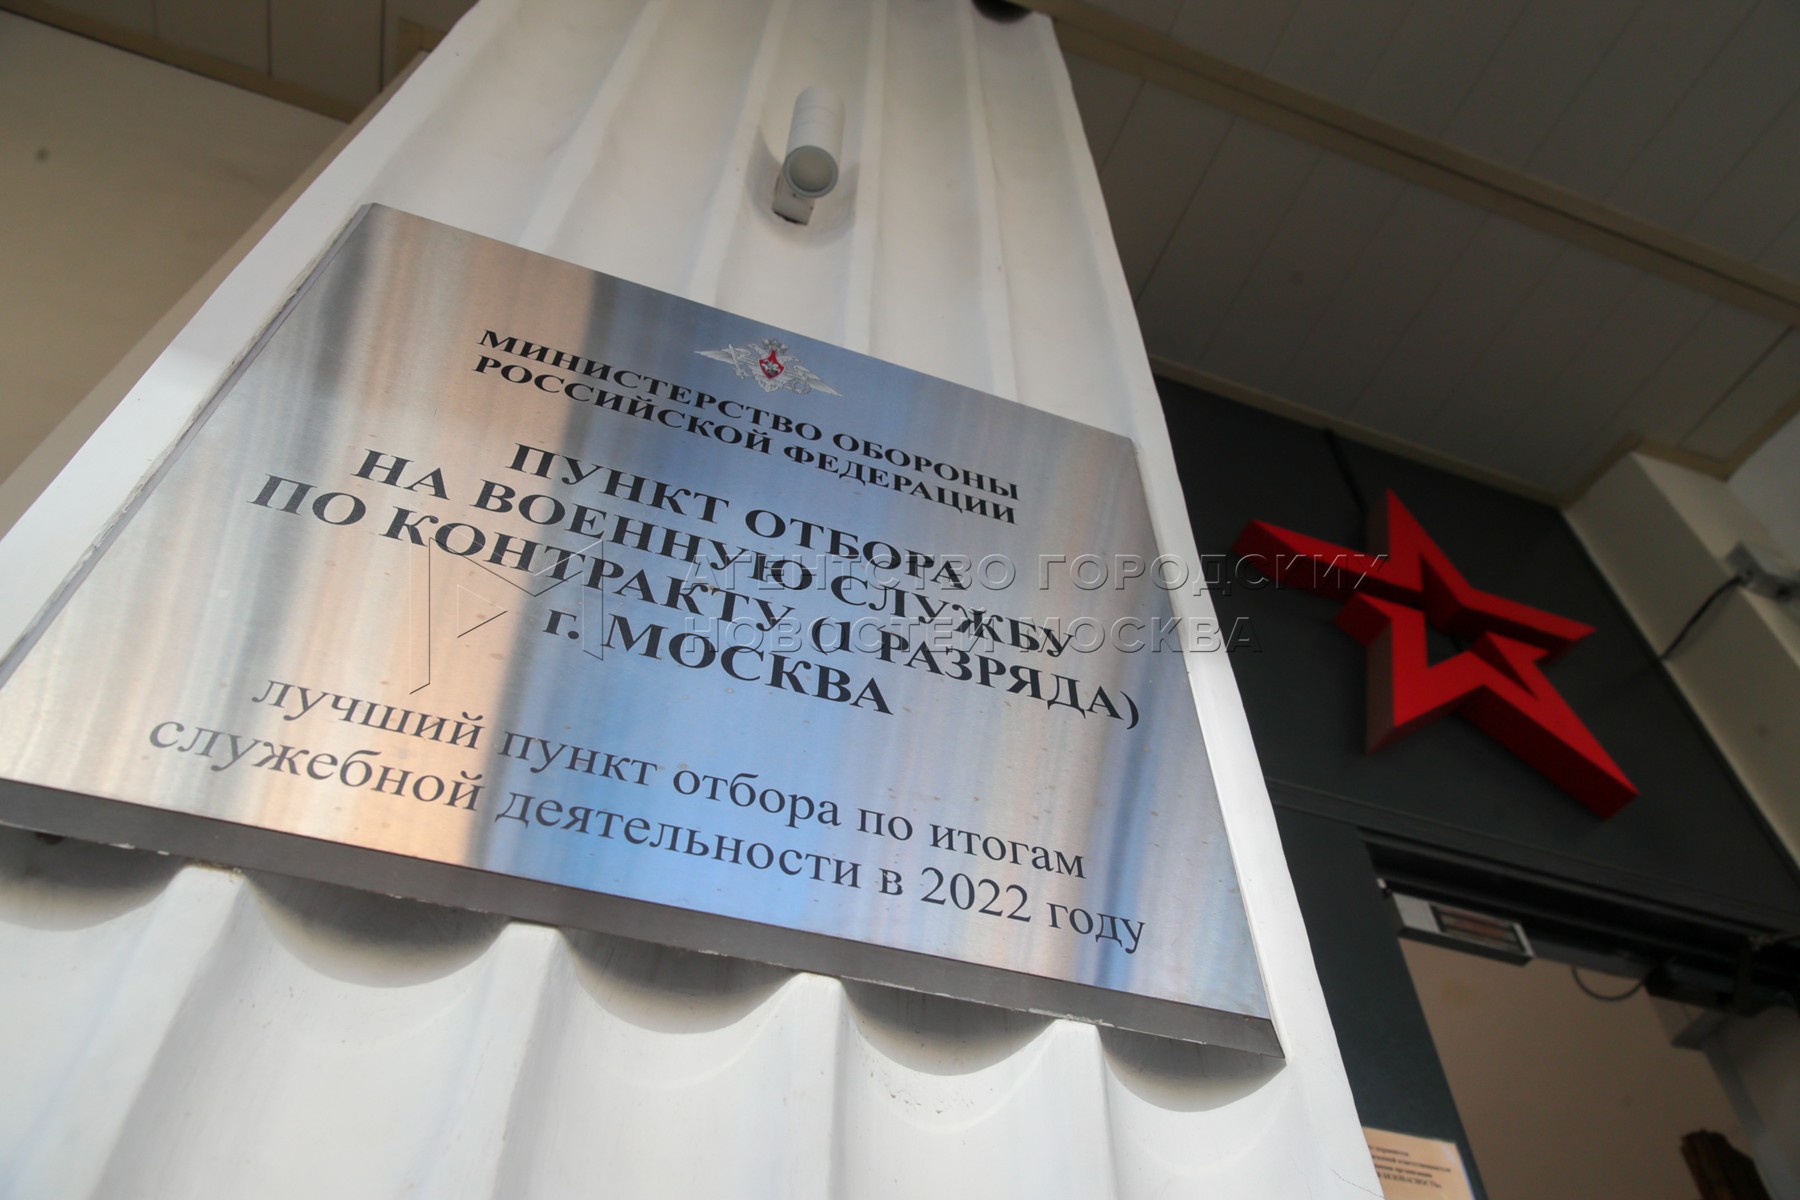 МИНИСТЕРСТВО ОБОРОНЫ
РОССИЙСКОЙ ФЕДЕРАЦИИ
ПУНКТ ОТБОРА
НА ВОЕННУЮ СЛУЖБУ
ПО КОНТРАКТУ (1 РАЗРЯДА)
г. МОСКВА
лучший пункт отбора по итогам
служебной деятельности в 2022 году
АГЕНТСТВО ГОРОДСКИХ
НОВОСТЕЙ МОСКВА